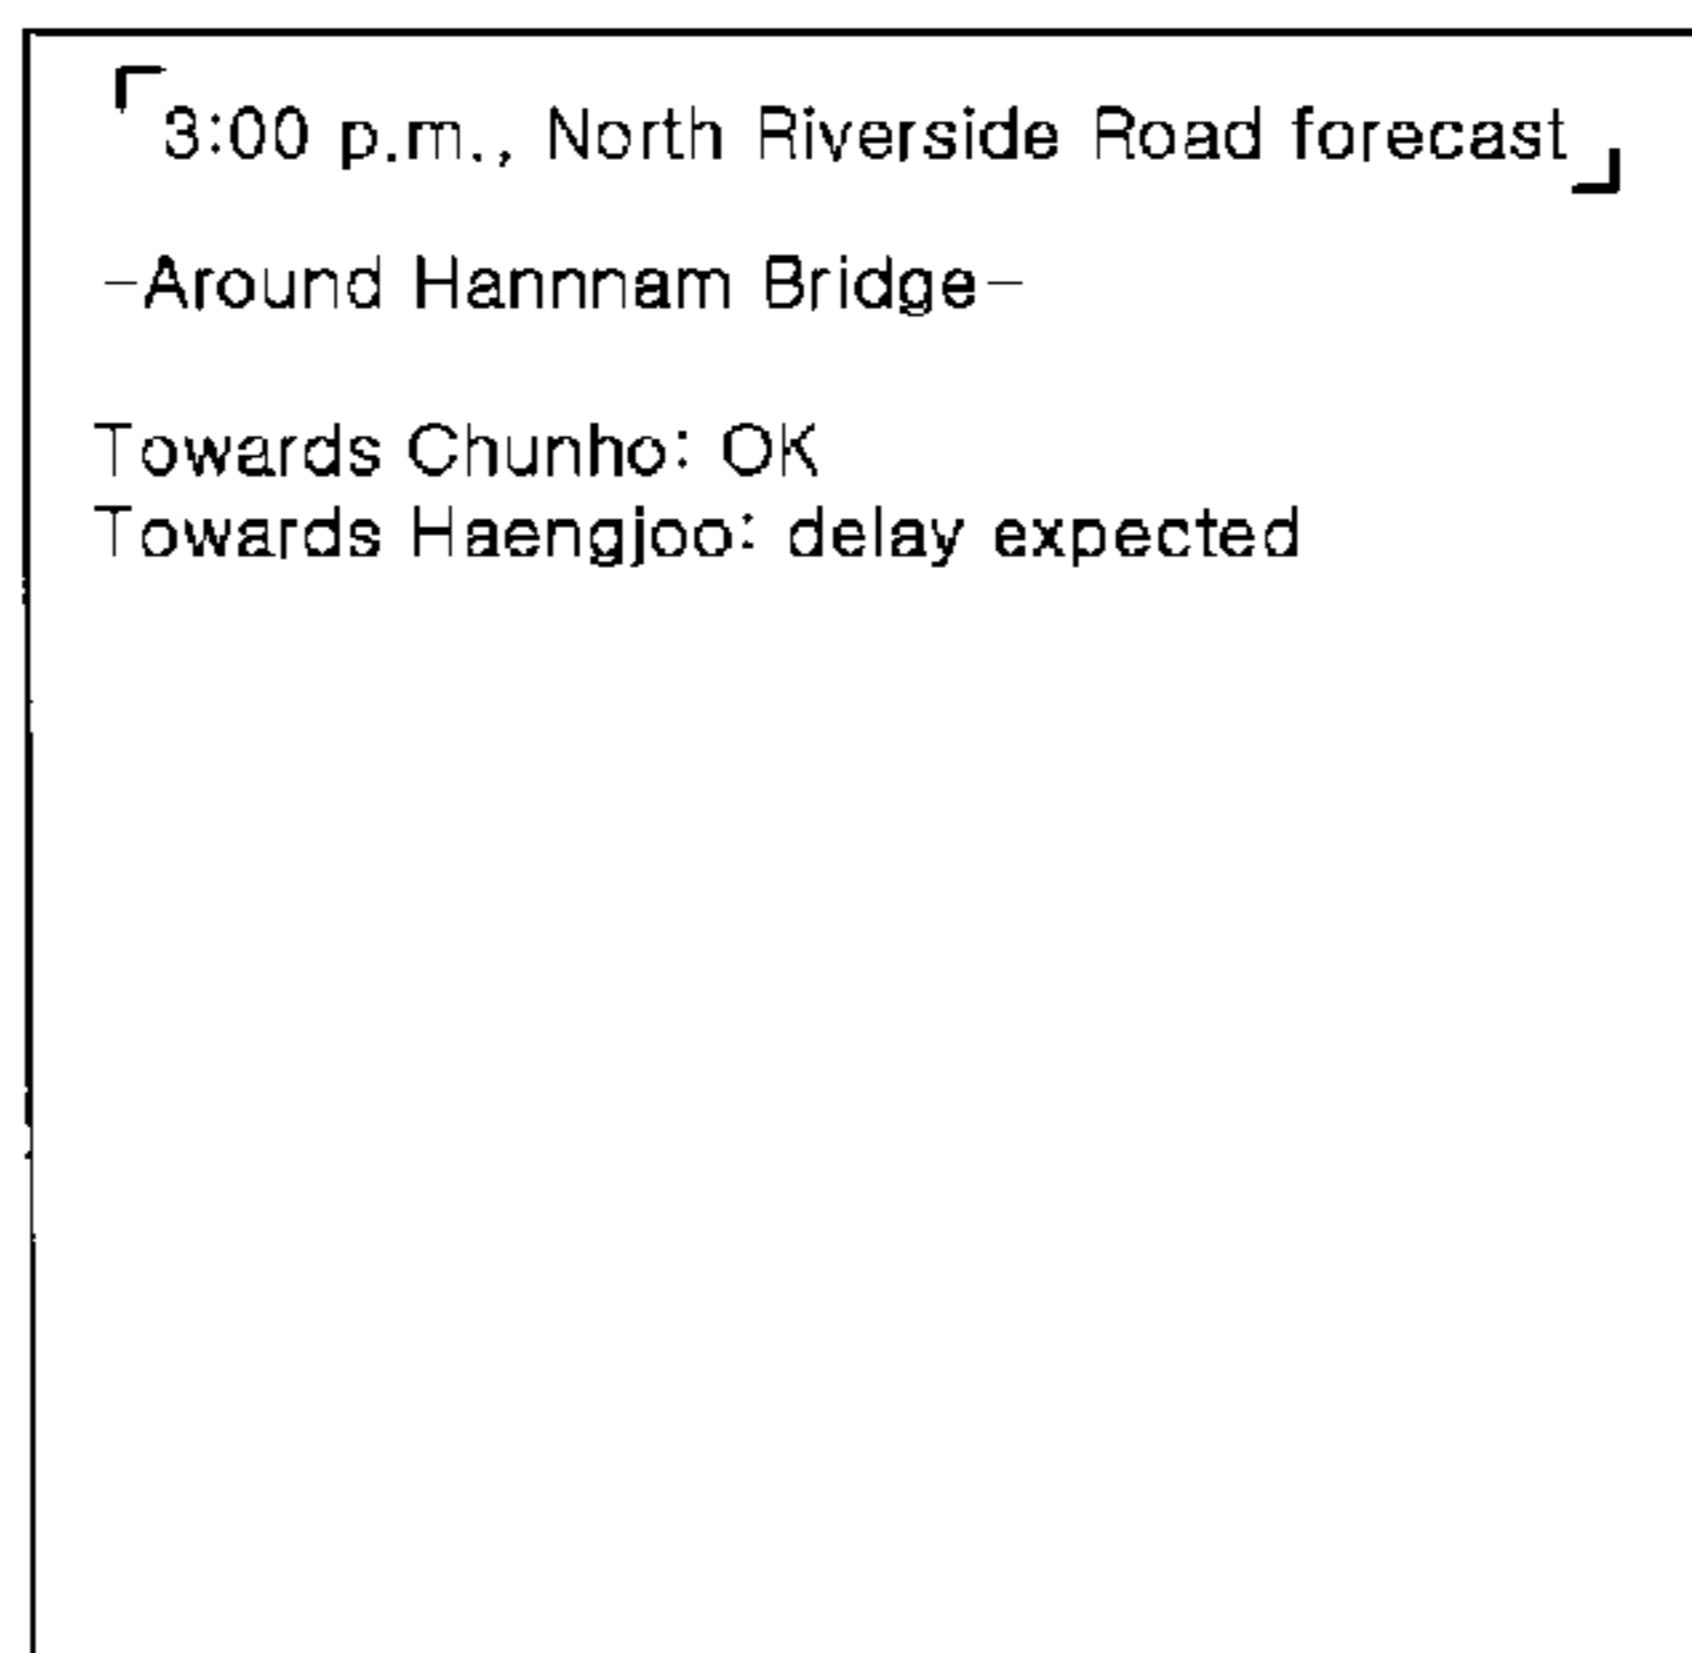 「3:00 p.m., North Riverside Road forecast」
-Around Hannnam Bridge-
Towards Chunho: OK
Towards Haengjoo: delay expected